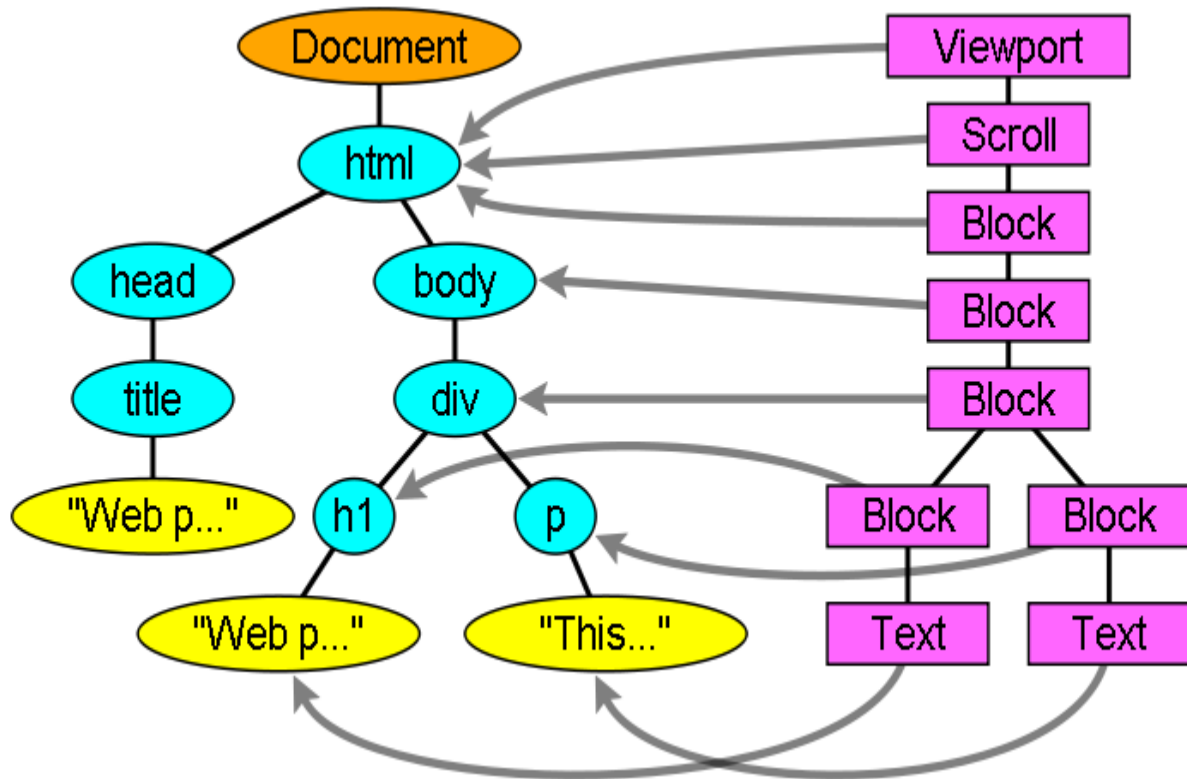 Document
Viewport
html
Scroll
Block
head
body
Block
title
div
Block
"Web p..."
h1
p
Block
Block
"Web p..."
"This..."
Text
Text